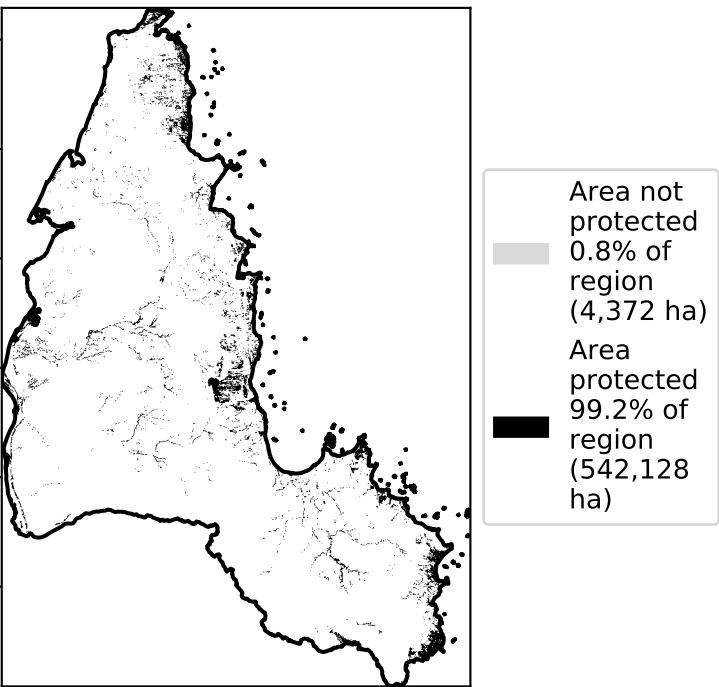 Area not
protected
0.8% of
region
(4,372 ha)
Area
protected
99.2% of
region
(542,128
ha)